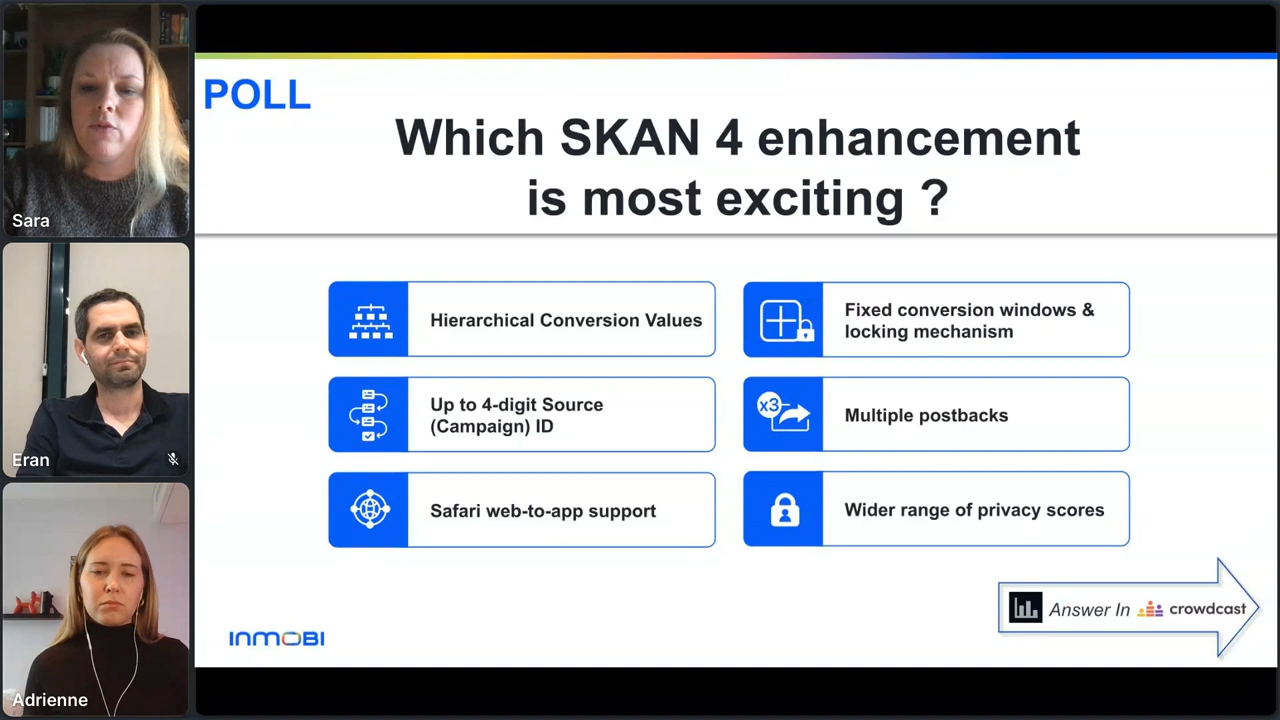 Sara
Eran
Adrienne
POLL
Which SKAN 4 enhancement
is most exciting ?
Hierarchical Conversion Values
Fixed conversion windows &
locking mechanism
Up to 4-digit Source
(Campaign) ID
x3
Multiple postbacks
Safari web-to-app support
Wider range of privacy scores
Answer In crowdcast
INMOBI